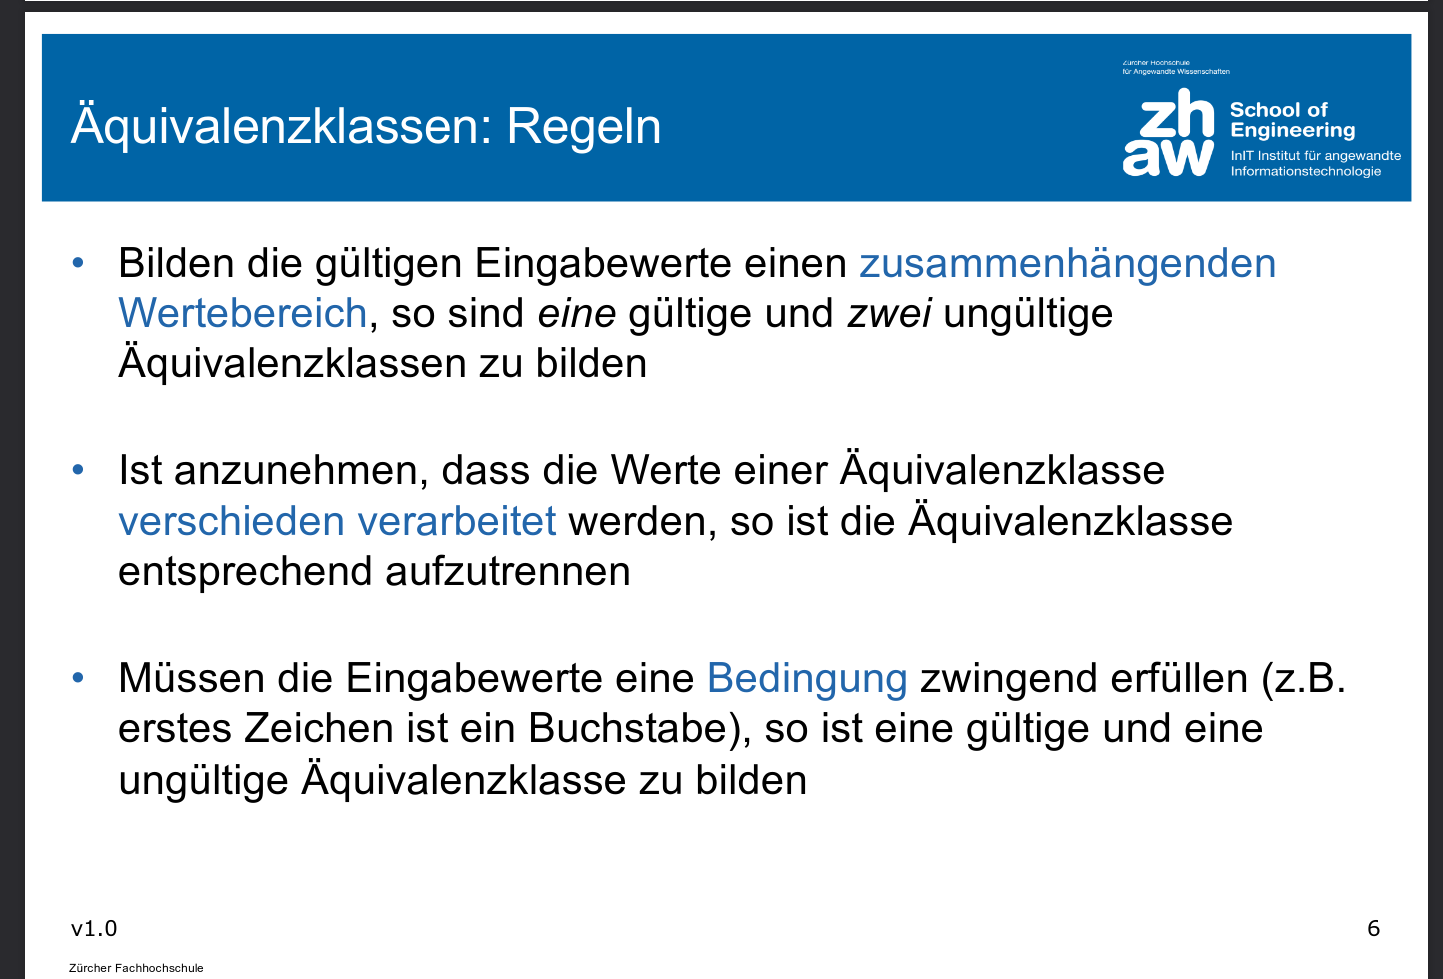 Zürcher Hochschule
für Angewandte Wissenschaften
Äquivalenzklassen: Regeln
zh
aw
School of
Engineering
InIT Institut für angewandte
Informationstechnologie
• Bilden die gültigen Eingabewerte einen zusammenhängenden
Wertebereich, so sind eine gültige und zwei ungültige
Äquivalenzklassen zu bilden
• Ist anzunehmen, dass die Werte einer Äquivalenzklasse
verschieden verarbeitet werden, so ist die Äquivalenzklasse
entsprechend aufzutrennen
• Müssen die Eingabewerte eine Bedingung zwingend erfüllen (z.B.
erstes Zeichen ist ein Buchstabe), so ist eine gültige und eine
ungültige Äquivalenzklasse zu bilden
v1.0
6
Zürcher Fachhochschule